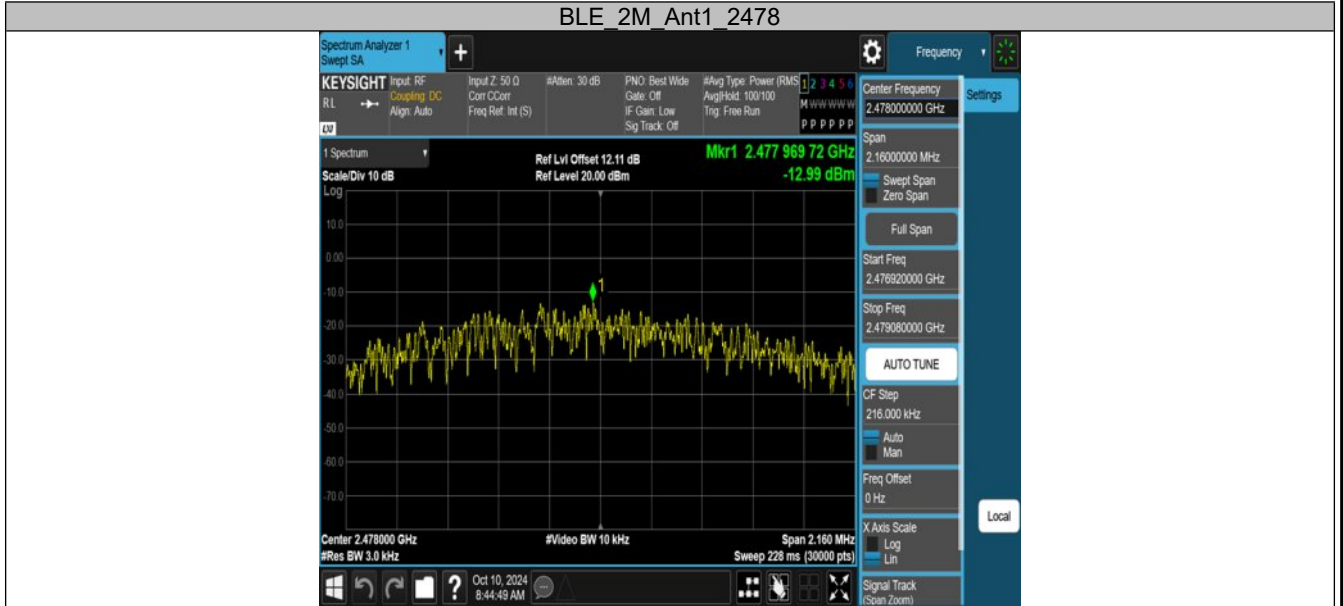 BLE_2M_Ant1_2478
Spectrum Analyzer 1
Swept SA
+
Frequency
KEYSIGHT
RL
LXI
Input: RF
Coupling: DC
Align: Auto
Input Z: 50 Ω
Corr CCorr
Freq Ref: Int (S)
#Atten: 30 dB
PNO: Best Wide
Gate: Off
IF Gain: Low
Sig Track: Off
#Avg Type: Power (RMS
Avg|Hold: 100/100
Trig: Free Run
1 2 3 4 5 6
M W W W W W
P P P P P P
1 Spectrum
Scale/Div 10 dB
Log
Ref Lvl Offset 12.11 dB
Ref Level 20.00 dBm
Mkr1 2.477 969 72 GHz
-12.99 dBm
10.0
0.00
-10.0
-20.0
-30.0
-40.0
-50.0
-60.0
-70.0
1
Center 2.478000 GHz
#Res BW 3.0 kHz
#Video BW 10 kHz
Span 2.160 MHz
Sweep 228 ms (30000 pts)
?
Oct 10, 2024
8:44:49 AM
Center Frequency
2.478000000 GHz
Settings
Span
2.16000000 MHz
Swept Span
Zero Span
Full Span
Start Freq
2.476920000 GHz
Stop Freq
2.479080000 GHz
AUTO TUNE
CF Step
216.000 kHz
Auto
Man
Freq Offset
0 Hz
X Axis Scale
Log
Lin
Local
Signal Track
(Span Zoom)